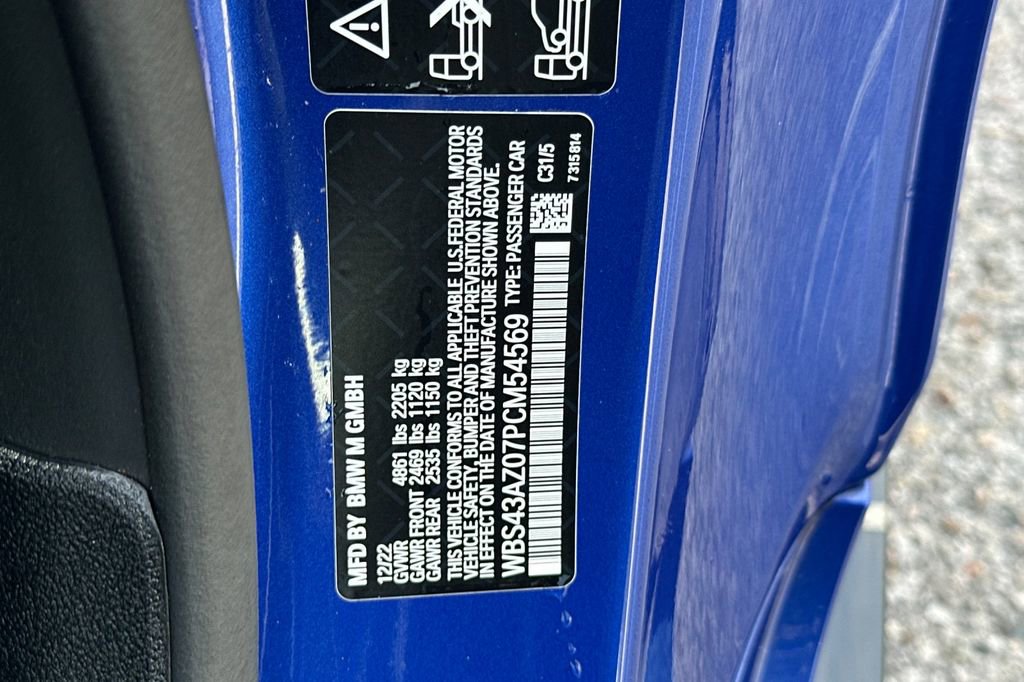 MFD BY BMW M GMBH
12/22
GVWR 4861 lbs 2205 kg
GAWR FRONT 2469 lbs 1120 kg
GAWR REAR 2535 lbs 1150 kg
THIS VEHICLE CONFORMS TO ALL APPLICABLE U.S.FEDERAL MOTOR
VEHICLE SAFETY, BUMPER AND THEFT PREVENTION STANDARDS
IN EFFECT ON THE DATE OF MANUFACTURE SHOWN ABOVE.
WBS43AZ07PCM54569 TYPE: PASSENGER CAR
C31/5
7315814